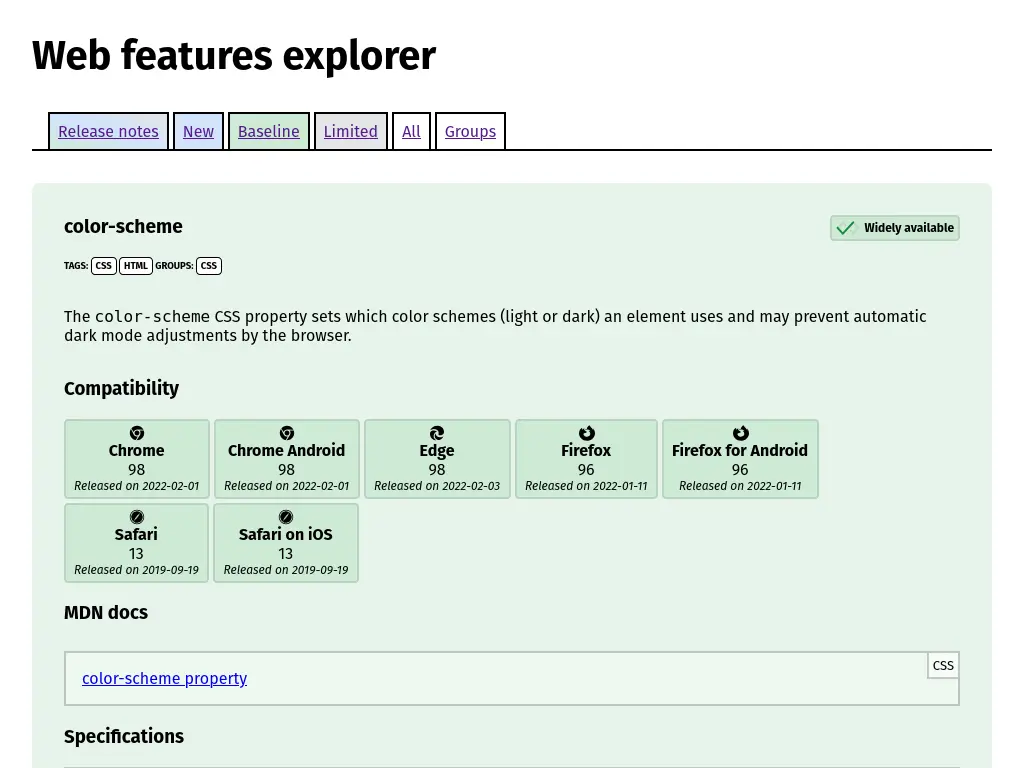 Web features explorer
Release notes New Baseline Limited All Groups
color-scheme
Widely available
TAGS: CSS HTML GROUPS: CSS
The color-scheme CSS property sets which color schemes (light or dark) an element uses and may prevent automatic
dark mode adjustments by the browser.
Compatibility
Chrome
98
Released on 2022-02-01
Chrome Android
98
Released on 2022-02-01
Edge
98
Released on 2022-02-03
Firefox
96
Released on 2022-01-11
Firefox for Android
96
Released on 2022-01-11
Safari
13
Released on 2019-09-19
Safari on iOS
13
Released on 2019-09-19
MDN docs
color-scheme property
CSS
Specifications